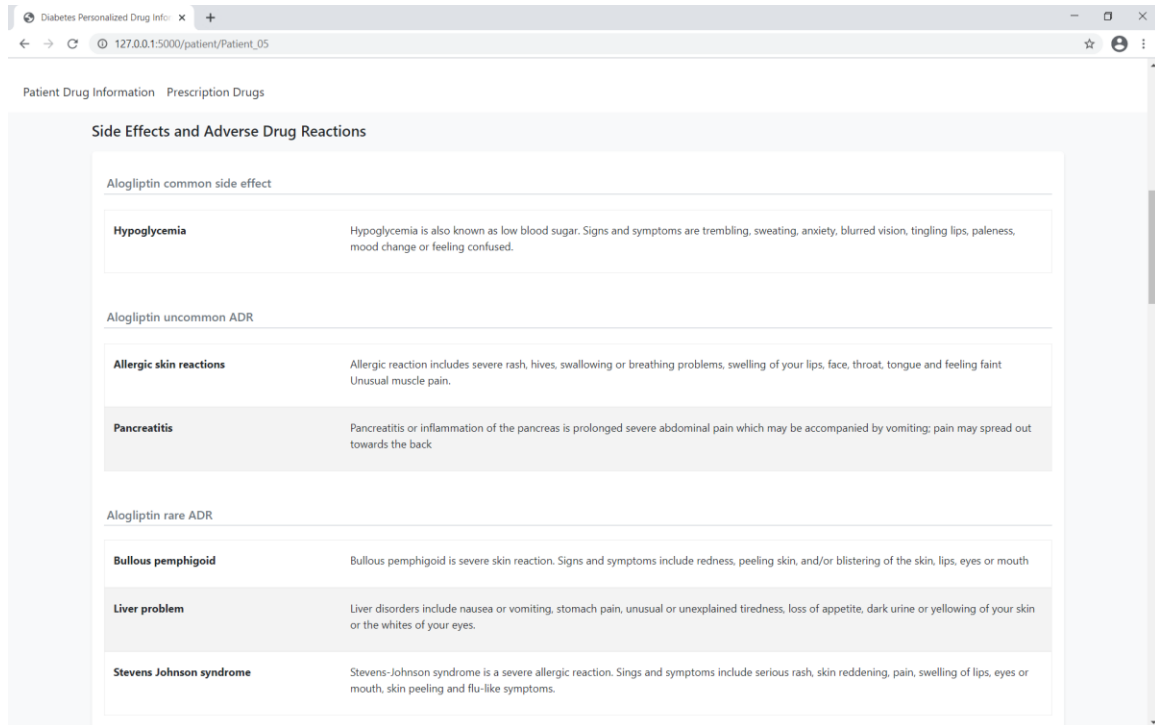 Diabetes Personalized Drug Infor
127.0.0.1:5000/patient/Patient_05
Patient Drug Information Prescription Drugs
Side Effects and Adverse Drug Reactions
Alogliptin common side effect
Hypoglycemia
Hypoglycemia is also known as low blood sugar. Signs and symptoms are trembling, sweating, anxiety, blurred vision, tingling lips, paleness,
mood change or feeling confused.
Alogliptin uncommon ADR
Allergic skin reactions
Allergic reaction includes severe rash, hives, swallowing or breathing problems, swelling of your lips, face, throat, tongue and feeling faint
Unusual muscle pain.
Pancreatitis
Pancreatitis or inflammation of the pancreas is prolonged severe abdominal pain which may be accompanied by vomiting; pain may spread out
towards the back
Alogliptin rare ADR
Bullous pemphigoid
Bullous pemphigoid is severe skin reaction. Signs and symptoms include redness, peeling skin, and/or blistering of the skin, lips, eyes or mouth
Liver problem
Liver disorders include nausea or vomiting, stomach pain, unusual or unexplained tiredness, loss of appetite, dark urine or yellowing of your skin
or the whites of your eyes.
Stevens Johnson syndrome
Stevens-Johnson syndrome is a severe allergic reaction. Sings and symptoms include serious rash, skin reddening, pain, swelling of lips, eyes or
mouth, skin peeling and flu-like symptoms.